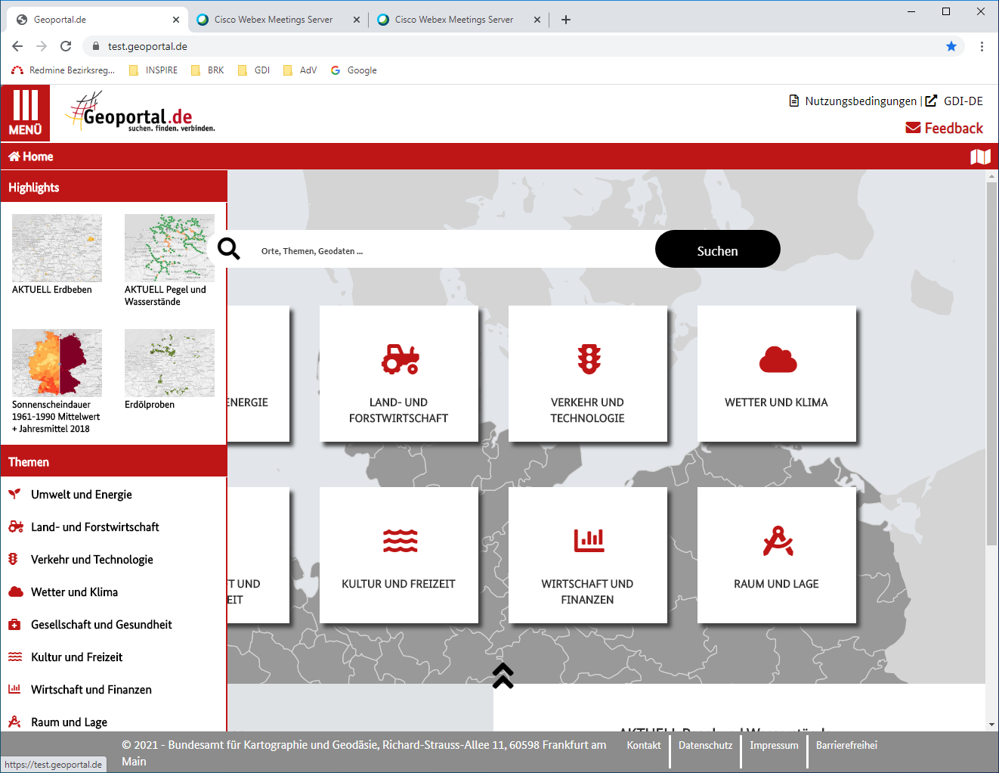 Geoportal.de
Cisco Webex Meetings Server
Cisco Webex Meetings Server
test.geoportal.de
Redmine Bezirksreg...
INSPIRE
BRK
GDI
AdV
Google
MENÜ
Geoportal.de
suchen. finden. verbinden.
Nutzungsbedingungen | GDI-DE
Feedback
Home
Highlights
AKTUELL Erdbeben
AKTUELL Pegel und
Wasserstände
Sonnenscheindauer
1961-1990 Mittelwert
+ Jahresmittel 2018
Erdölproben
Orte, Themen, Geodaten ...
Suchen
ENERGIE
LAND- UND
FORSTWIRTSCHAFT
VERKEHR UND
TECHNOLOGIE
WETTER UND KLIMA
T UND
EIT
KULTUR UND FREIZEIT
WIRTSCHAFT UND
FINANZEN
RAUM UND LAGE
Themen
Umwelt und Energie
Land- und Forstwirtschaft
Verkehr und Technologie
Wetter und Klima
Gesellschaft und Gesundheit
Kultur und Freizeit
Wirtschaft und Finanzen
Raum und Lage
AKTUELL Pegel und Wasserstände
© 2021 - Bundesamt für Kartographie und Geodäsie, Richard-Strauss-Allee 11, 60598 Frankfurt am
Main
Kontakt
Datenschutz
Impressum
Barrierefreihei
https://test.geoportal.de